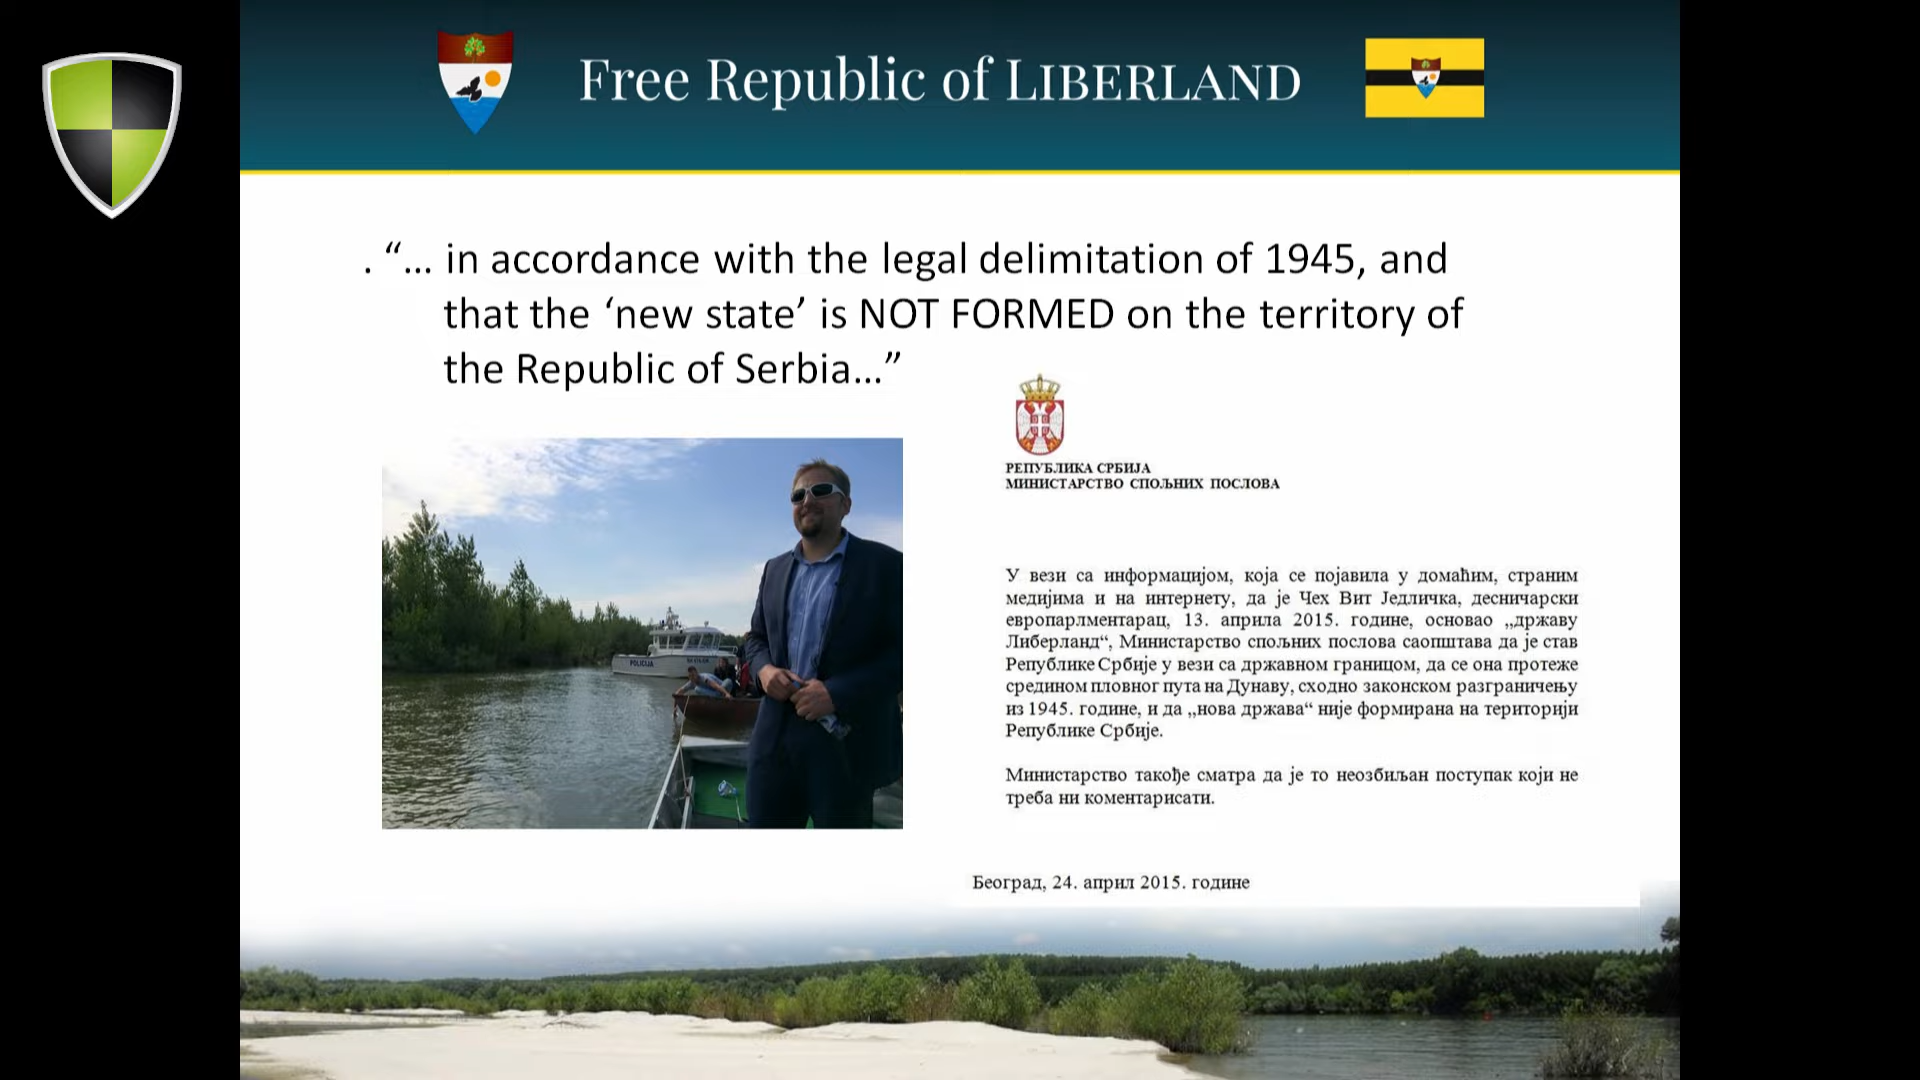 Free Republic of LIBERLAND
. “... in accordance with the legal delimitation of 1945, and
that the ‘new state’ is NOT FORMED on the territory of
the Republic of Serbia...”
РЕПУБЛИКА СРБИЈА
МИНИСТАРСТВО СПОЉНИХ ПОСЛОВА
У вези са информацијом, која се појавила у домаћим, страним
медијима и на интернету, да је Чех Вит Једличка, десничарски
европарлментарац, 13. априла 2015. године, основао „државу
Либерланд“, Министарство спољних послова саопштава да је став
Републике Србије у вези са државном границом, да се она протеже
средином пловног пута на Дунаву, сходно законском разграничењу
из 1945. године, и да „нова држава“ није формирана на територији
Републике Србије.
Министарство такође сматра да је то неозбиљан поступак који не
треба ни коментарисати.
Београд, 24. април 2015. године
POLICIJA